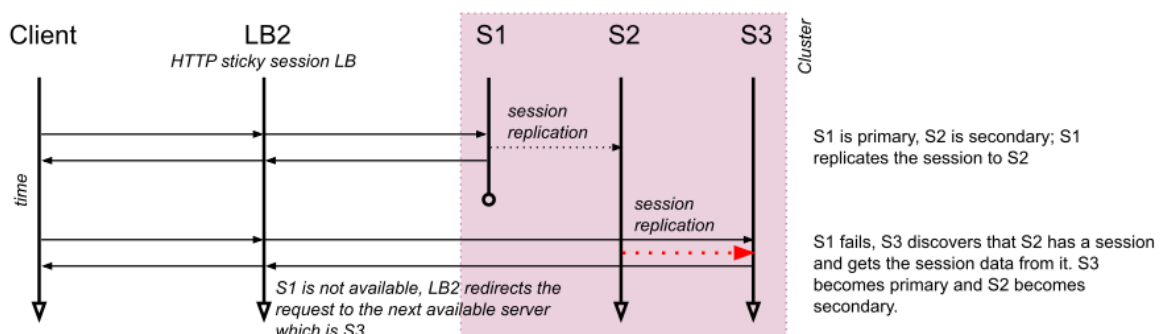 Client
LB2
S1
S2
S3
HTTP sticky session LB
Cluster
session
replication
S1 is primary, S2 is secondary; S1
replicates the session to S2
time
session
replication
S1 fails, S3 discovers that S2 has a session
and gets the session data from it. S3
becomes primary and S2 becomes
secondary.
S1 is not available, LB2 redirects the
request to the next available server
which is S3